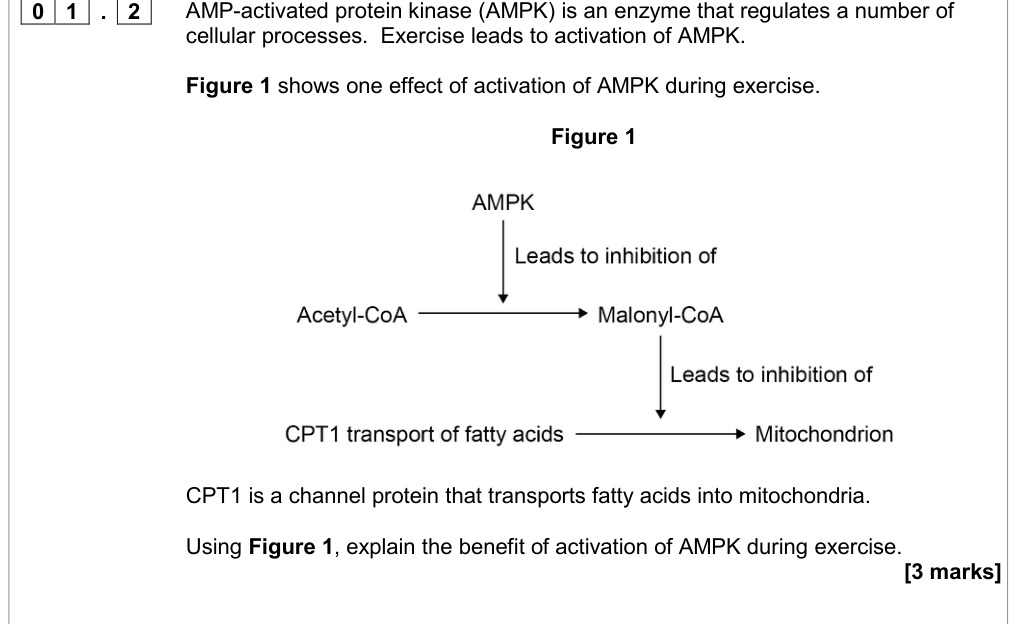 0 1 . 2 AMP-activated protein kinase (AMPK) is an enzyme that regulates a number of
cellular processes. Exercise leads to activation of AMPK.
Figure 1 shows one effect of activation of AMPK during exercise.
Figure 1
AMPK
Leads to inhibition of
Acetyl-CoA Malonyl-CoA
Leads to inhibition of
CPT1 transport of fatty acids Mitochondrion
CPT1 is a channel protein that transports fatty acids into mitochondria.
Using Figure 1, explain the benefit of activation of AMPK during exercise.
[3 marks]